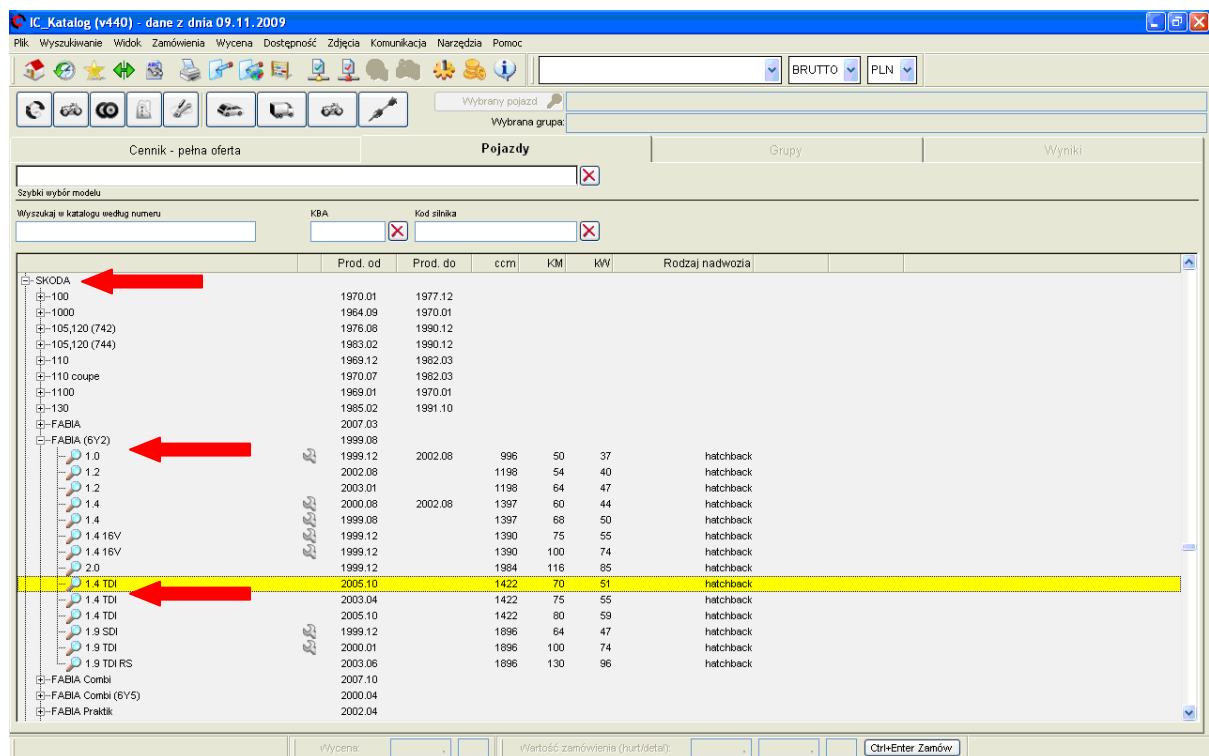 IC_Katalog (v440) - dane z dnia 09.11.2009
Plik Wyszukiwanie Widok Zamówienia Wycena Dostępność Zdjęcia Komunikacja Narzędzia Pomoc
BRUTTO PLN
Wybrany pojazd
Wybrana grupa:
Cennik - pełna oferta Pojazdy Grupy Wyniki
Szybki wybór modelu
Wyszukaj w katalogu według numeru KBA Kod silnika
Prod. od Prod. do ccm KM kW Rodzaj nadwozia
SKODA
100 1970.01 1977.12
1000 1964.09 1970.01
105,120 (742) 1976.08 1990.12
105,120 (744) 1983.02 1990.12
110 1969.12 1982.03
110 coupe 1970.07 1982.03
1100 1969.01 1970.01
130 1985.02 1991.10
FABIA 2007.03
FABIA (6Y2) 1999.08
1.0 1999.12 2002.08 996 50 37 hatchback
1.2 2002.08 1198 54 40 hatchback
1.2 2003.01 1198 64 47 hatchback
1.4 2000.08 2002.08 1397 60 44 hatchback
1.4 1999.08 1397 68 50 hatchback
1.4 16V 1999.12 1390 75 55 hatchback
1.4 16V 1999.12 1390 100 74 hatchback
2.0 1999.12 1984 116 85 hatchback
1.4 TDI 2005.10 1422 70 51 hatchback
1.4 TDI 2003.04 1422 75 55 hatchback
1.4 TDI 2005.10 1422 80 59 hatchback
1.9 SDI 1999.12 1896 64 47 hatchback
1.9 TDI 2000.01 1896 100 74 hatchback
1.9 TDI RS 2003.06 1896 130 96 hatchback
FABIA Combi 2007.10
FABIA Combi (6Y5) 2000.04
FABIA Praktik 2002.04
Wycena: , Wartość zamówienia (hurt/detal): , , Ctrl+Enter Zamów